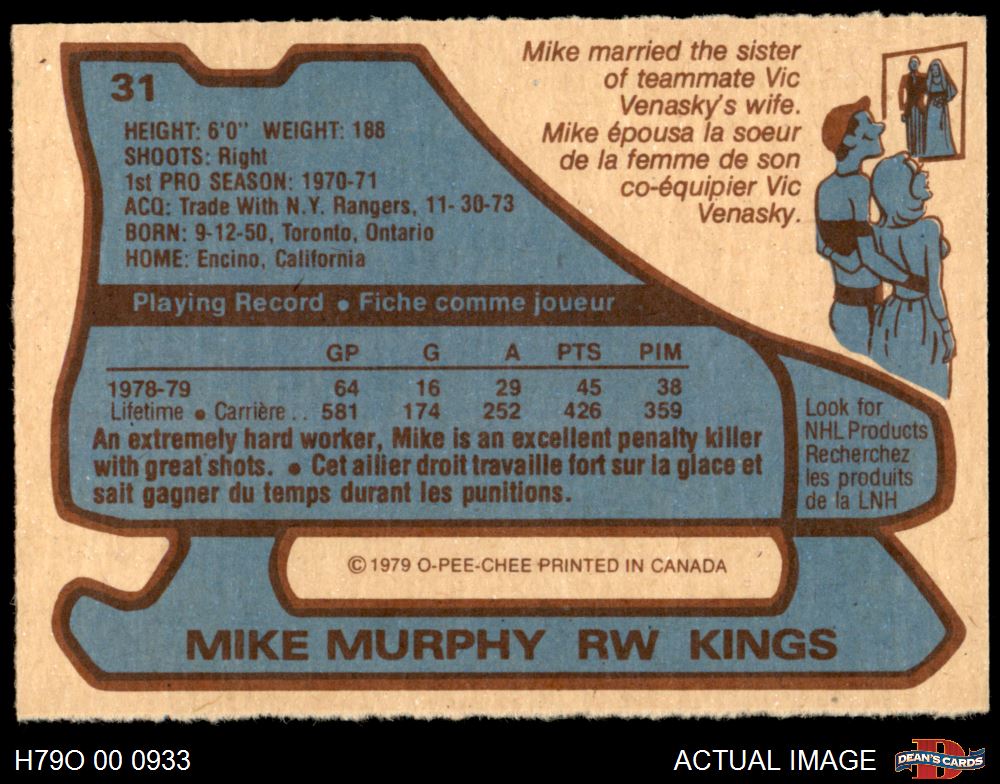 31
HEIGHT: 6'0" WEIGHT: 188
SHOOTS: Right
1st PRO SEASON: 1970-71
ACQ: Trade With N.Y. Rangers, 11-30-73
BORN: 9-12-50, Toronto, Ontario
HOME: Encino, California
Mike married the sister
of teammate Vic
Venasky's wife.
Mike épousa la soeur
de la femme de son
co-équipier Vic
Venasky.
Playing Record • Fiche comme joueur
GP G A PTS PIM
1978-79 64 16 29 45 38
Lifetime • Carrière . . 581 174 252 426 359
An extremely hard worker, Mike is an excellent penalty killer
with great shots. • Cet ailier droit travaille fort sur la glace et
sait gagner du temps durant les punitions.
Look for
NHL Products
Recherchez
les produits
de la LNH
© 1979 O-PEE-CHEE PRINTED IN CANADA
MIKE MURPHY RW KINGS
H79O 00 0933
ACTUAL IMAGE
DEAN'S CARDS